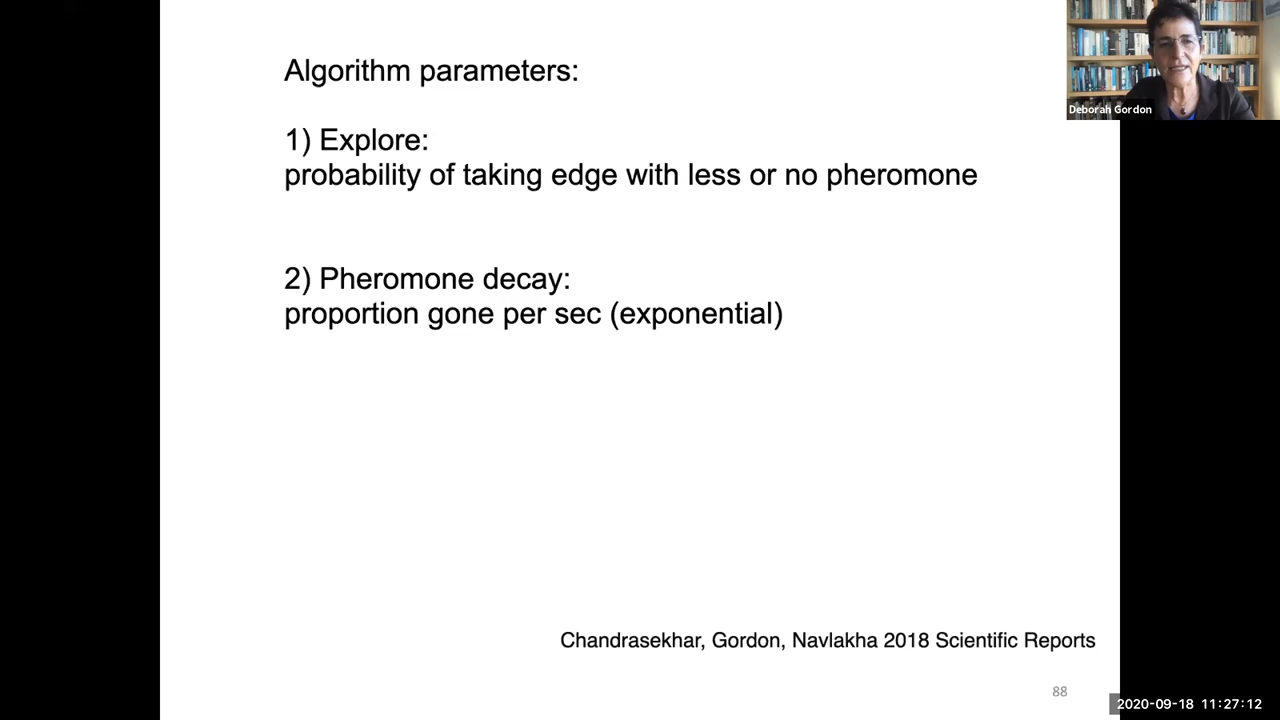 Algorithm parameters:
1) Explore:
probability of taking edge with less or no pheromone
2) Pheromone decay:
proportion gone per sec (exponential)
Chandrasekhar, Gordon, Navlakha 2018 Scientific Reports
88
Deborah Gordon
2020-09-18 11:27:12